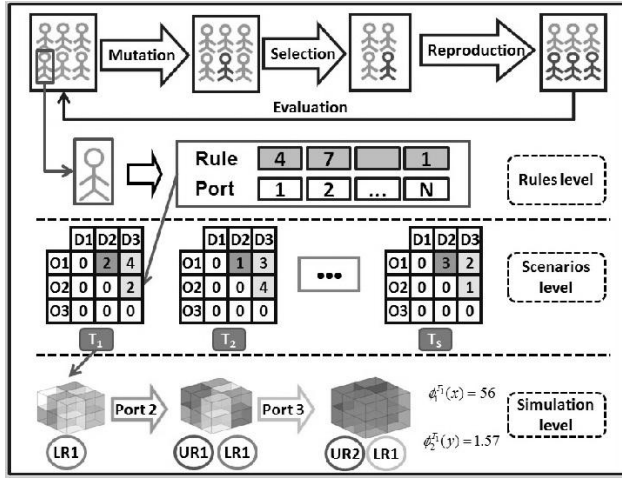 Mutation Selection Reproduction
Evaluation
Rule 4 7 1
Port 1 2 ... N
Rules level
D1 D2 D3
O1 0 2 4
O2 0 0 2
O3 0 0 0
T1
D1 D2 D3
O1 0 1 3
O2 0 0 4
O3 0 0 0
T2
...
D1 D2 D3
O1 0 3 2
O2 0 0 1
O3 0 0 0
TS
Scenarios
level
Port 2 Port 3
LR1
UR1 LR1
UR2 LR1
ϕ₁^T₁(x) = 56
ϕ₂^T₁(y) = 1.57
Simulation
level